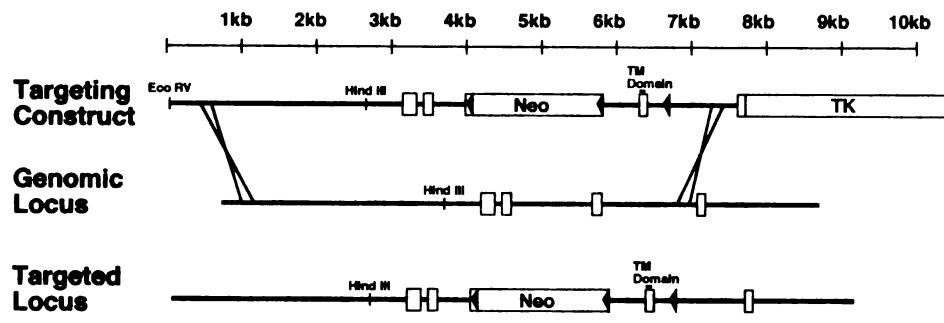 1kb 2kb 3kb 4kb 5kb 6kb 7kb 8kb 9kb 10kb
Targeting
Construct
Eco RV
Hind III
Neo
TM
Domain
TK
Genomic
Locus
Hind III
Targeted
Locus
Hind III
Neo
TM
Domain